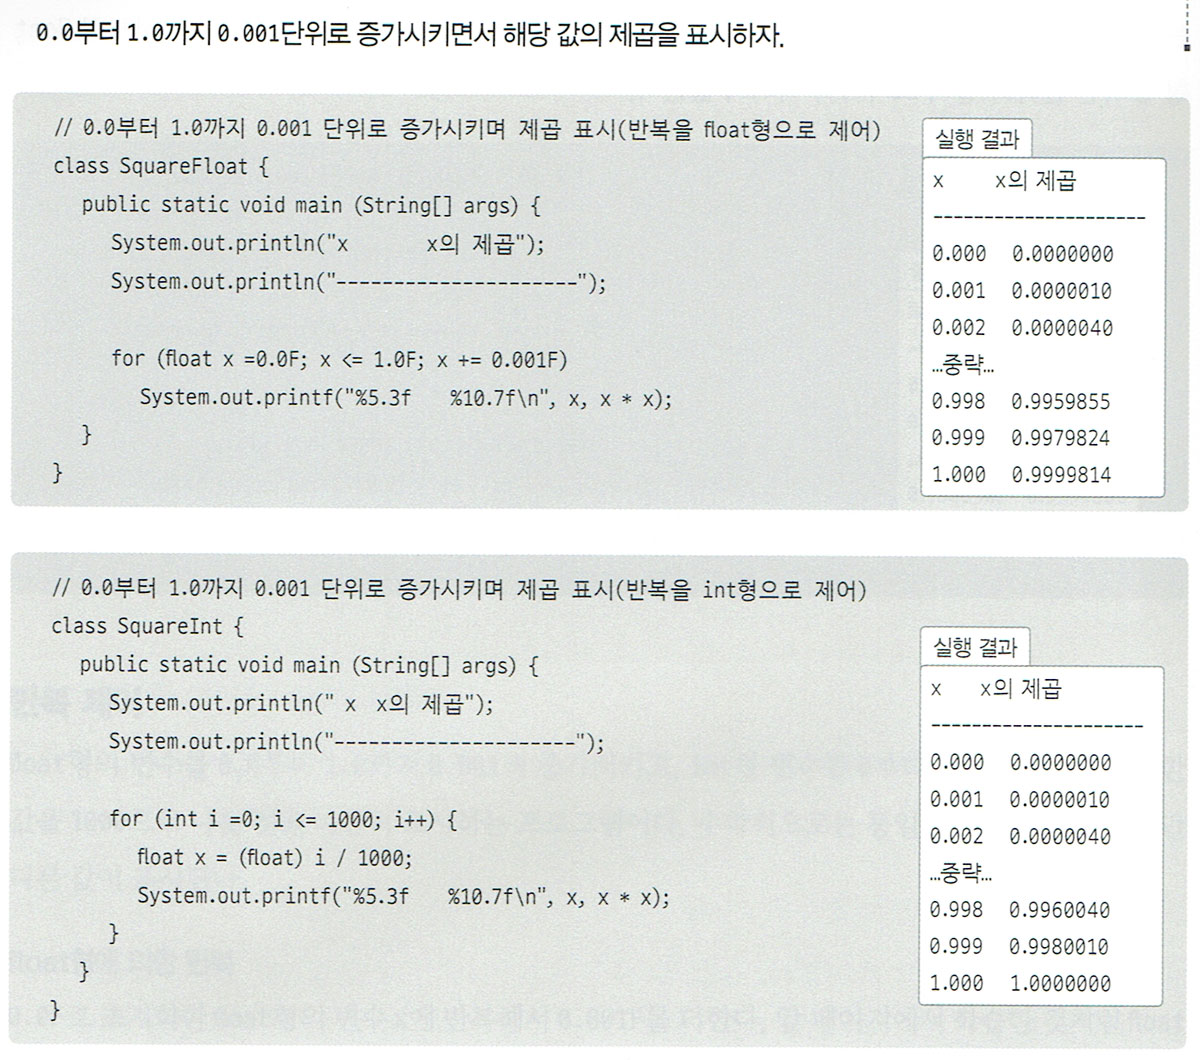 0.0부터 1.0까지 0.001단위로 증가시키면서 해당 값의 제곱을 표시하자.
// 0.0부터 1.0까지 0.001 단위로 증가시키며 제곱 표시(반복을 float형으로 제어)
class SquareFloat {
public static void main (String[] args) {
System.out.println("x        x의 제곱");
System.out.println("---------------------");
for (float x =0.0F; x <= 1.0F; x += 0.001F)
System.out.printf("%5.3f    %10.7f\n", x, x * x);
}
}
실행 결과
x     x의 제곱
---------------------
0.000  0.0000000
0.001  0.0000010
0.002  0.0000040
…중략…
0.998  0.9959855
0.999  0.9979824
1.000  0.9999814
// 0.0부터 1.0까지 0.001 단위로 증가시키며 제곱 표시(반복을 int형으로 제어)
class SquareInt {
public static void main (String[] args) {
System.out.println(" x  x의 제곱");
System.out.println("---------------------");
for (int i =0; i <= 1000; i++) {
float x = (float) i / 1000;
System.out.printf("%5.3f    %10.7f\n", x, x * x);
}
}
}
실행 결과
x    x의 제곱
---------------------
0.000  0.0000000
0.001  0.0000010
0.002  0.0000040
…중략…
0.998  0.9960040
0.999  0.9980010
1.000  1.0000000